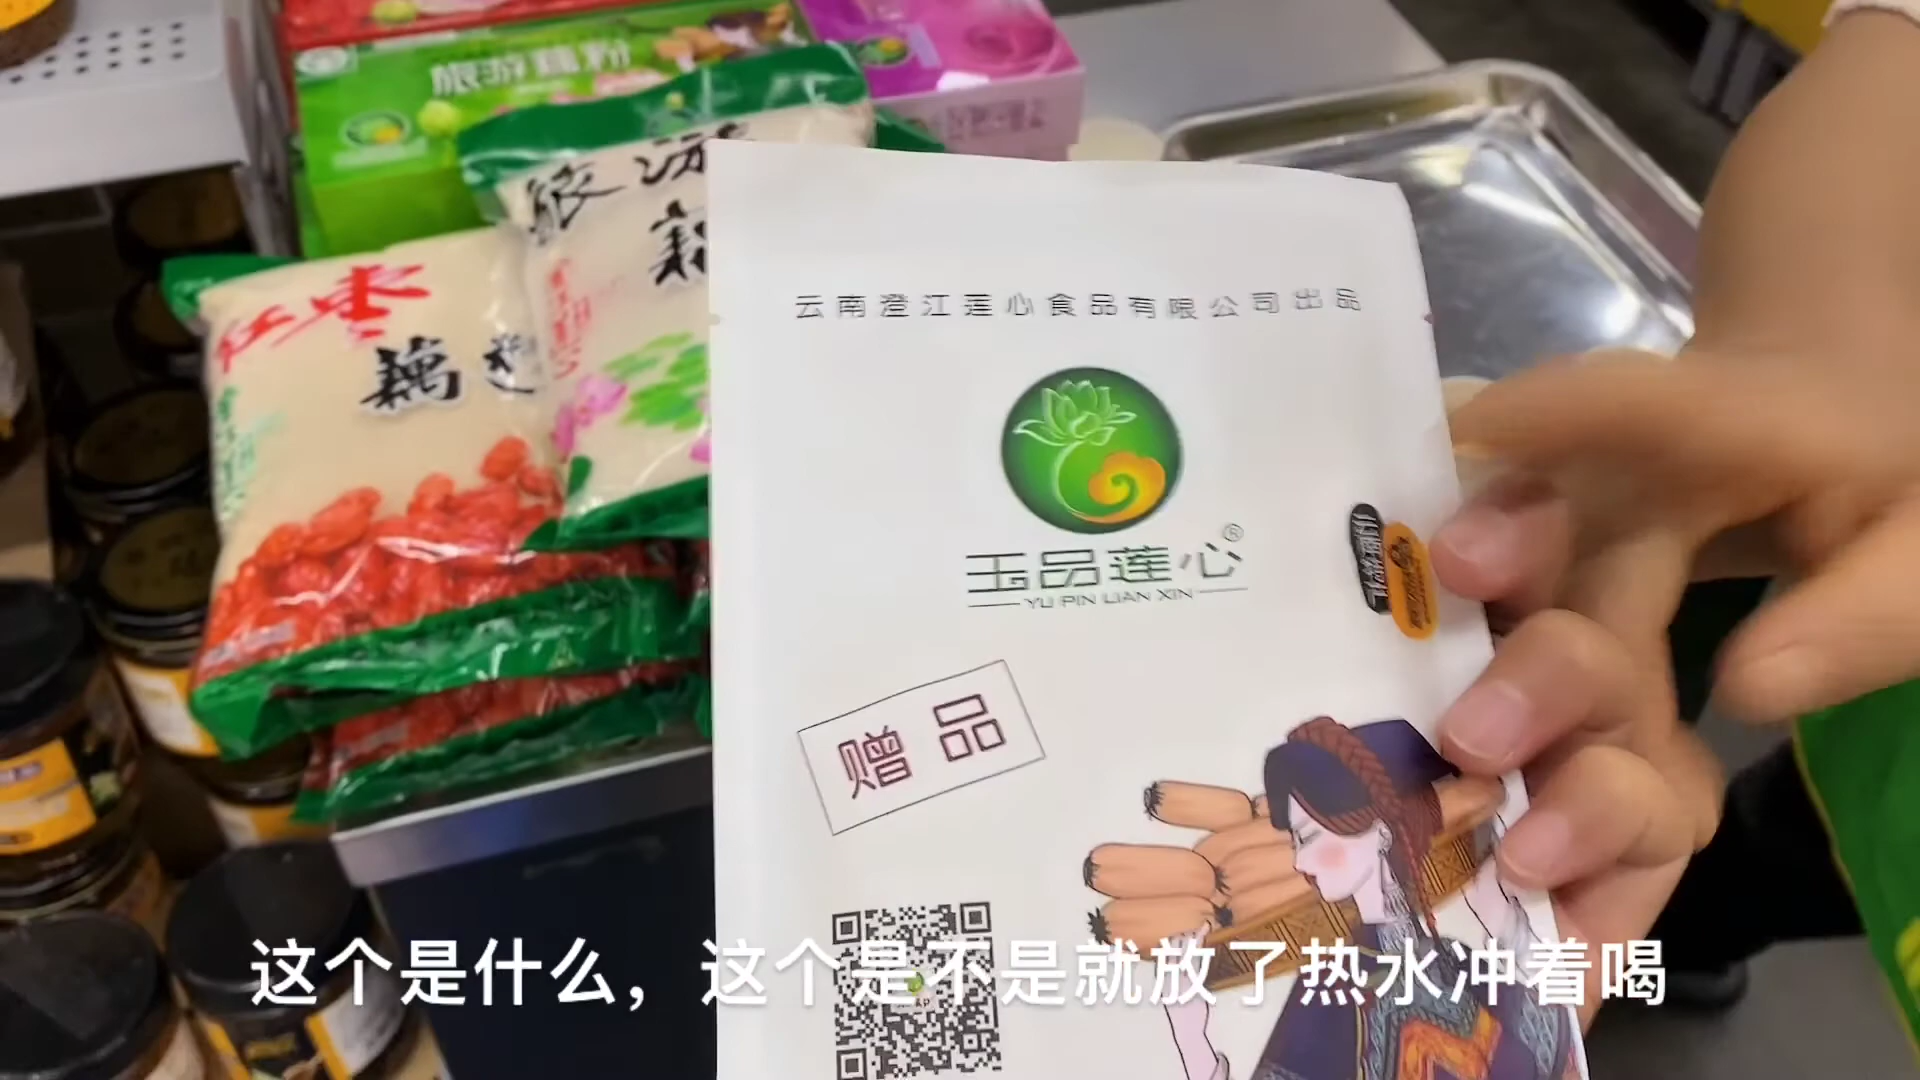 旅游藕粉
旅游
藕
红枣
藕粉
云南澄江莲心食品有限公司出品
玉品莲心®
YU PIN LIAN XIN
赠品
这个是什么，这个是不是就放了热水冲着喝